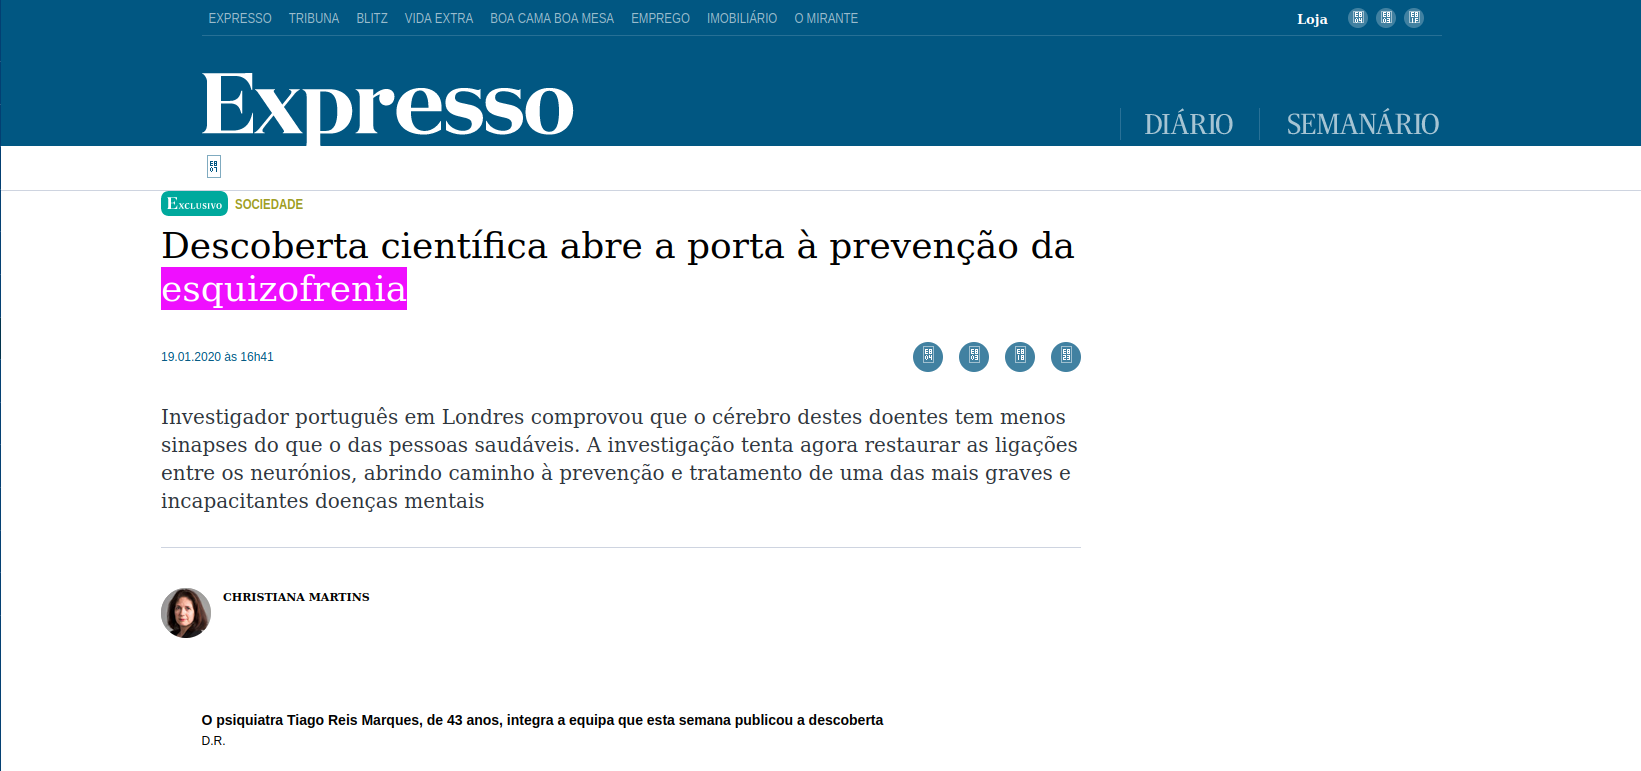 EXPRESSO TRIBUNA BLITZ VIDA EXTRA BOA CAMA BOA MESA EMPREGO IMOBILIÁRIO O MIRANTE Loja
Expresso
DIÁRIO SEMANÁRIO
EXCLUSIVO SOCIEDADE
Descoberta científica abre a porta à prevenção da
esquizofrenia
19.01.2020 às 16h41
Investigador português em Londres comprovou que o cérebro destes doentes tem menos
sinapses do que o das pessoas saudáveis. A investigação tenta agora restaurar as ligações
entre os neurónios, abrindo caminho à prevenção e tratamento de uma das mais graves e
incapacitantes doenças mentais
CHRISTIANA MARTINS
O psiquiatra Tiago Reis Marques, de 43 anos, integra a equipa que esta semana publicou a descoberta
D.R.